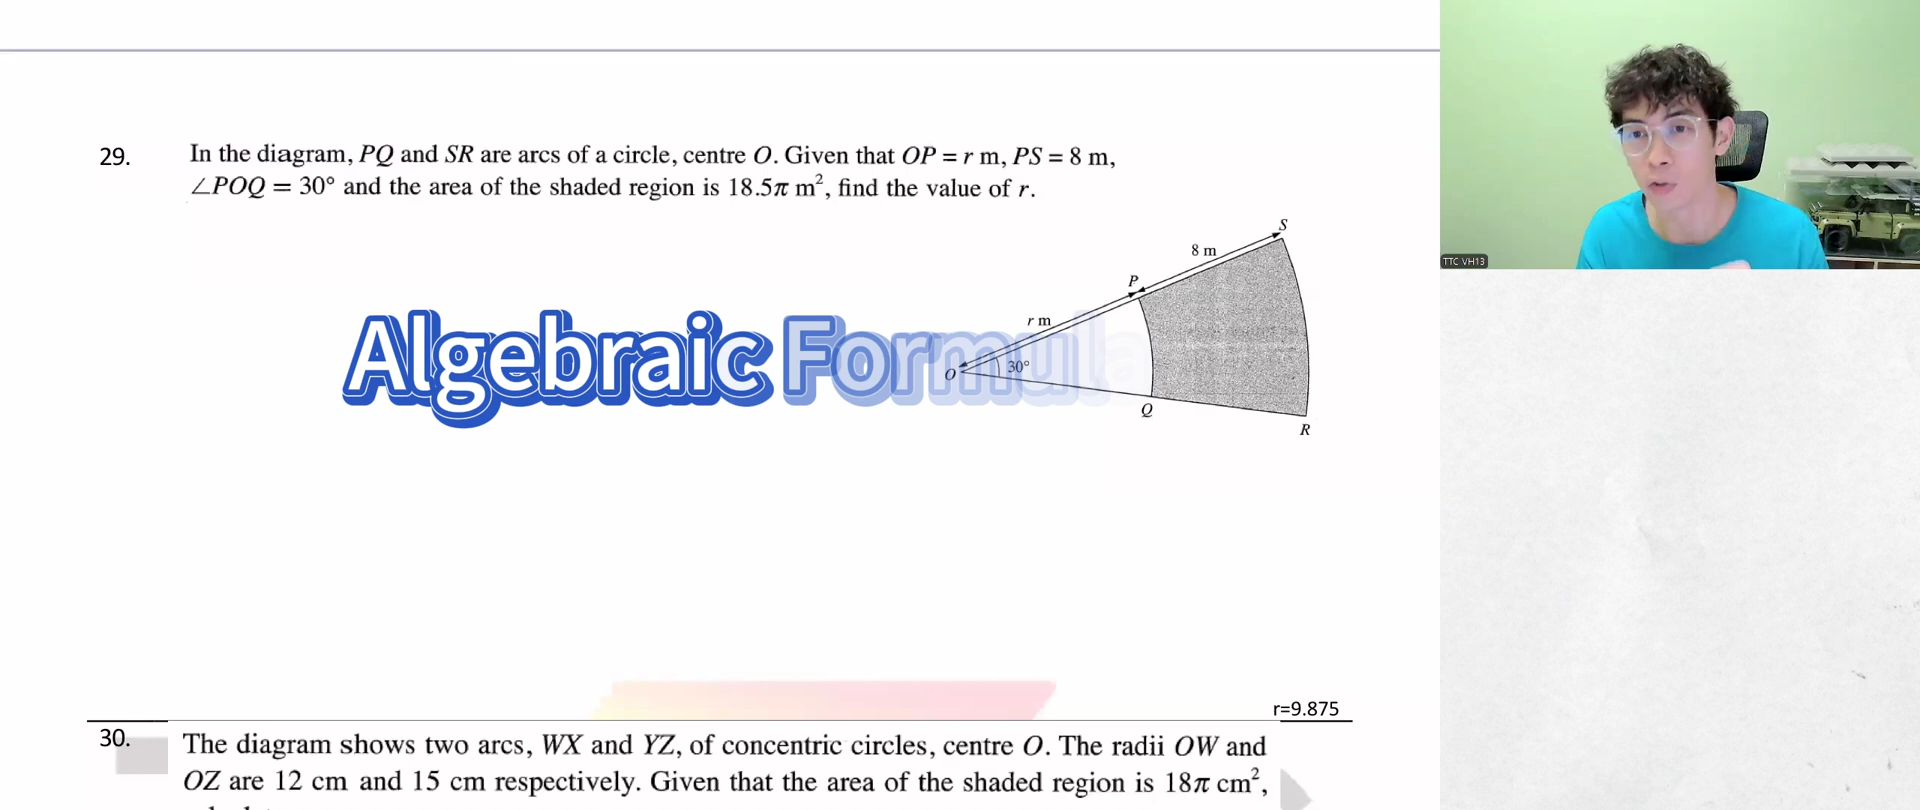 29.
In the diagram, PQ and SR are arcs of a circle, centre O. Given that OP = r m, PS = 8 m,
∠POQ = 30° and the area of the shaded region is 18.5π m², find the value of r.
S
8 m
P
r m
Algebraic Formula
O
30°
Q
R
TTC VH13
r=9.875
30.
The diagram shows two arcs, WX and YZ, of concentric circles, centre O. The radii OW and
OZ are 12 cm and 15 cm respectively. Given that the area of the shaded region is 18π cm²,